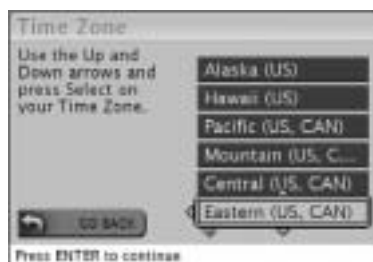 Time Zone
Use the Up and
Down arrows and
press Select on
your Time Zone.
Alaska (US)
Hawaii (US)
Pacific (US, CAN)
Mountain (US, C...
Central (US, CAN)
Eastern (US, CAN)
GO BACK
Press ENTER to continue